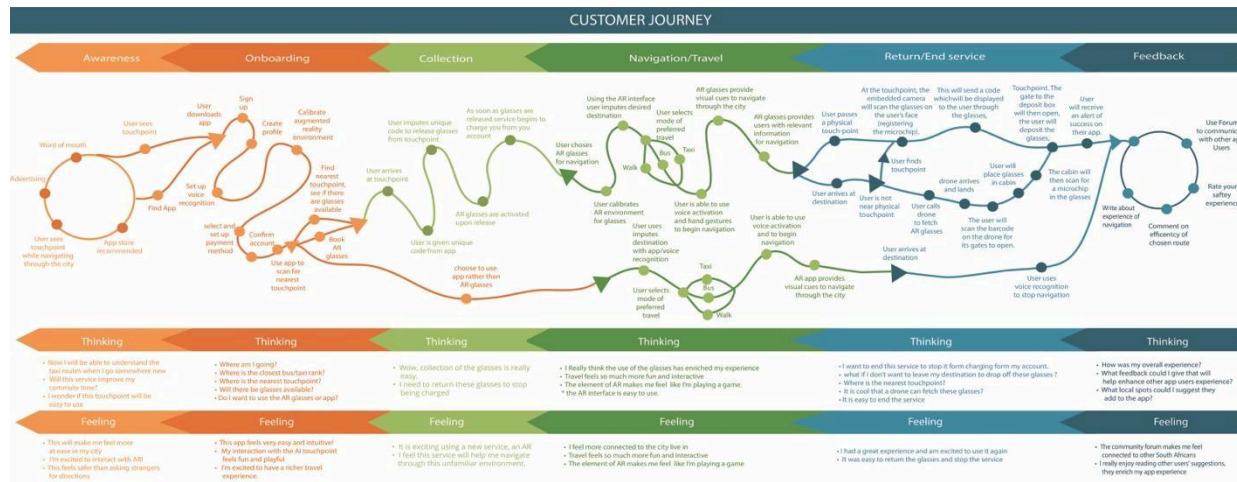 CUSTOMER JOURNEY
Awareness
Onboarding
Collection
Navigation/Travel
Return/End service
Feedback
Word of mouth
Advertising
User sees
touchpoint
while navigating
through the city
App store
recommended
User sees
touchpoint
Find App
User
downloads
app
Sign
up
Create
profile
Set up
voice
recognition
Calibrate
augmented
reality
environment
select and
set up
payment
method
Confirm
account
Use app to
scan far
nearest
touchpoint
Find
nearest
touchpoint,
see if there
are glasses
available
Book
AR
glasses
choose to use
app rather than
AR glasses
User arrives
at touchpoint
User imputes unique
code to release glasses
from touchpoint
User is given unique
code from app
As soon as glasses are
released service begins to
charge you from you
account
AR glasses are activated
upon release
User choses
AR glasses
for navigation
Using the AR interface
user imputes desired
destination
User calibrates
AR environment
for glasses
User selects
mode of
preferred
travel
Bus
Taxi
Walk
AR glasses provide
visual cues to navigate
through the city
User is able to use
voice activation and
hand gestures
to begin navigation
AR glasses provides
users with relevant
information
for navigation
User uses
imputes
destination
with app/voice
recognition
User selects
mode of
preferred
travel
Taxi
Bus
Walk
User is able to use
voice activation
and to begin
navigation
AR app provides
visual cues to navigate
through the city
User passes
a physical
touch-point
User arrives at
destination
At the touchpoint, the
embedded camera
will scan the glasses on
the user's face
(registering
the microchip).
User finds
touchpoint
User is not
near physical
touchpoint
This will send a code
whichwill be displayed
to the user through
the glasses,
User calls
drone
to fetch
AR glasses
drone arrives
and lands
The user will
scan the barcode
on the drone for
its gates to open.
User will
place glasses
in cabin
Touchpoint. The
gate to the
deposit box
will then open,
the user will
deposit the
glasses,
The cabin will
then scan for
a microchip
in the glasses
User arrives at
destination
User uses
voice recognition
to stop navigation
User
will receive
an alert of
success on
their app.
Use Forum
to communic
with other a
Users
Rate your
saftey
experience
Write about
experience of
navigation
Comment on
efficentcy of
chosen route
Thinking
• Now I will be able to understand the
taxi routes when I go somewhere new
• Will this service improve my
commute time?
• I wonder if this touchpoint will be
easy to use
Thinking
• Where am I going?
• Where is the closest bus/taxi rank?
• Where is the nearest touchpoint?
• Will there be glasses available?
• Do I want to use the AR glasses or app?
Thinking
• Wow, collection of the glasses is really
easy.
• I need to return these glasses to stop
being charged
Thinking
• I Really think the use of the glasses has enriched my experience
• Travel feels so much more fun and interactive
• The element of AR makes me feel like I'm playing a game.
* the AR interface is easy to use.
Thinking
• I want to end this service to stop it form charging form my account.
• what if I don't want to leave my destination to drop off these glasses ?
• Where is the nearest touchpoint?
• It is cool that a drone can fetch these glasses?
• It is easy to end the service
Thinking
• How was my overall experience?
• What feedback could I give that will
help enhance other app users experience?
• What local spots could I suggest they
add to the app?
Feeling
• This will make me feel more
at ease in my city
• I'm excited to interact with AR!
• This feels safer than asking strangers
for directions
Feeling
• This app feels very easy and intuitive!
• My interaction with the AI touchpoint
feels fun and playful
• I'm excited to have a richer travel
experience.
Feeling
• It is exciting using a new service, an AR
• I feel this service will help me navigate
through this unfamiliar environment.
Feeling
• I feel more connected to the city live in
• Travel feels so much more fun and interactive
• The element of AR makes me feel like I'm playing a game
Feeling
• I had a great experience and am excited to use it again
• It was easy to return the glasses and stop the service
Feeling
• The community forum makes me feel
connected to other South Africans
• I really enjoy reading other users' suggestions,
they enrich my app experience